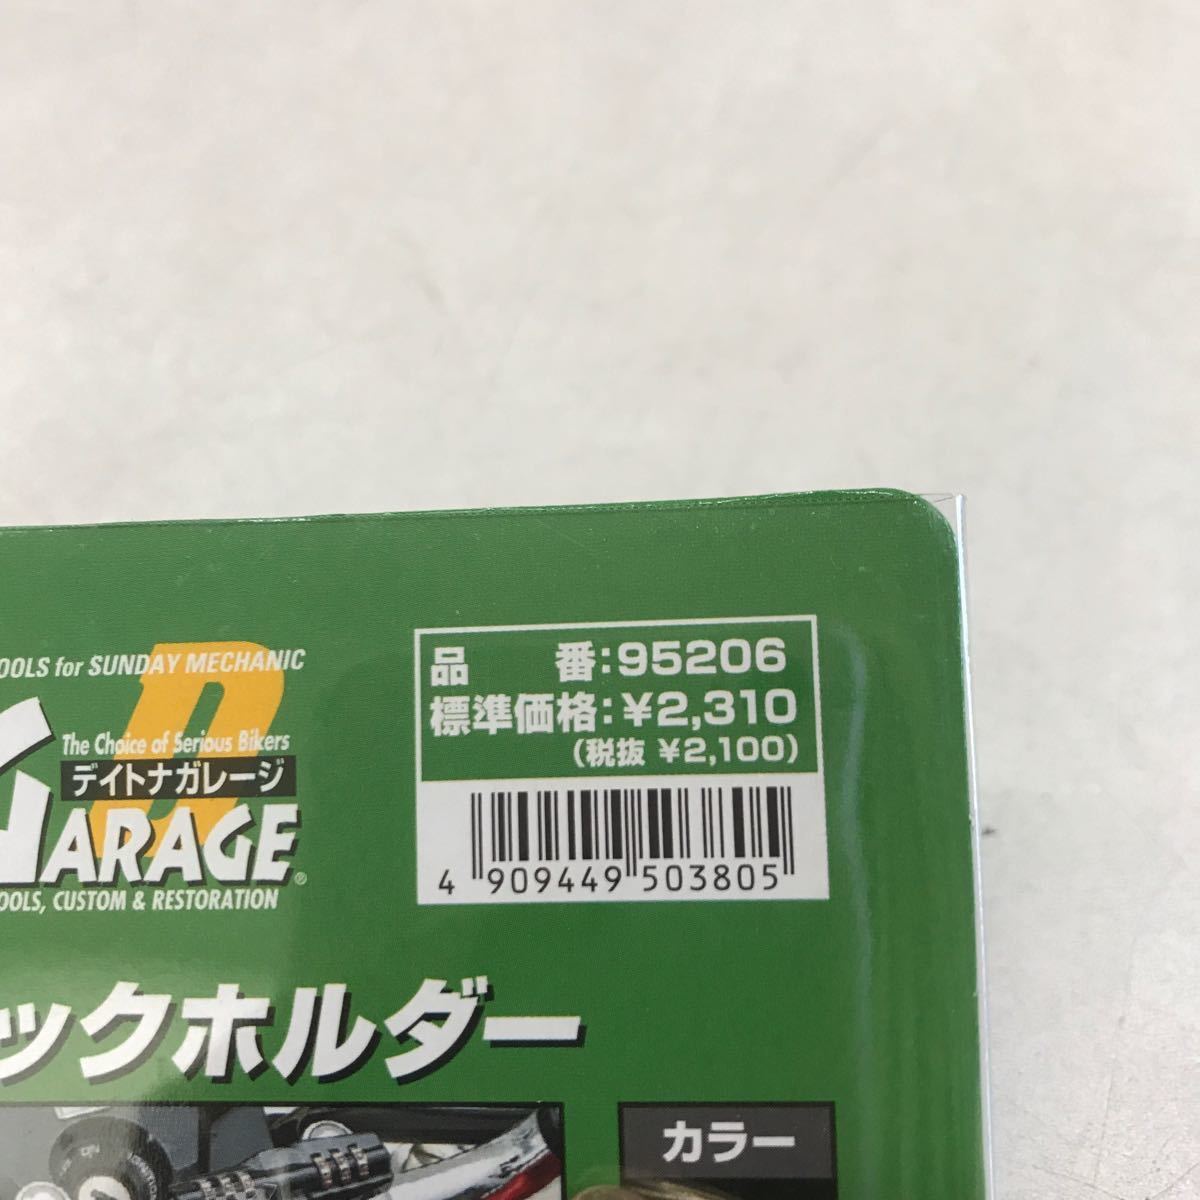 OOLS for SUNDAY MECHANIC
The Choice of Serious Bikers
デイトナガレージ
GARAGE®
OOLS, CUSTOM & RESTORATION
品 番:95206
標準価格:¥2,310
(税抜 ¥2,100)
4 909449 503805
ックホルダー
カラー